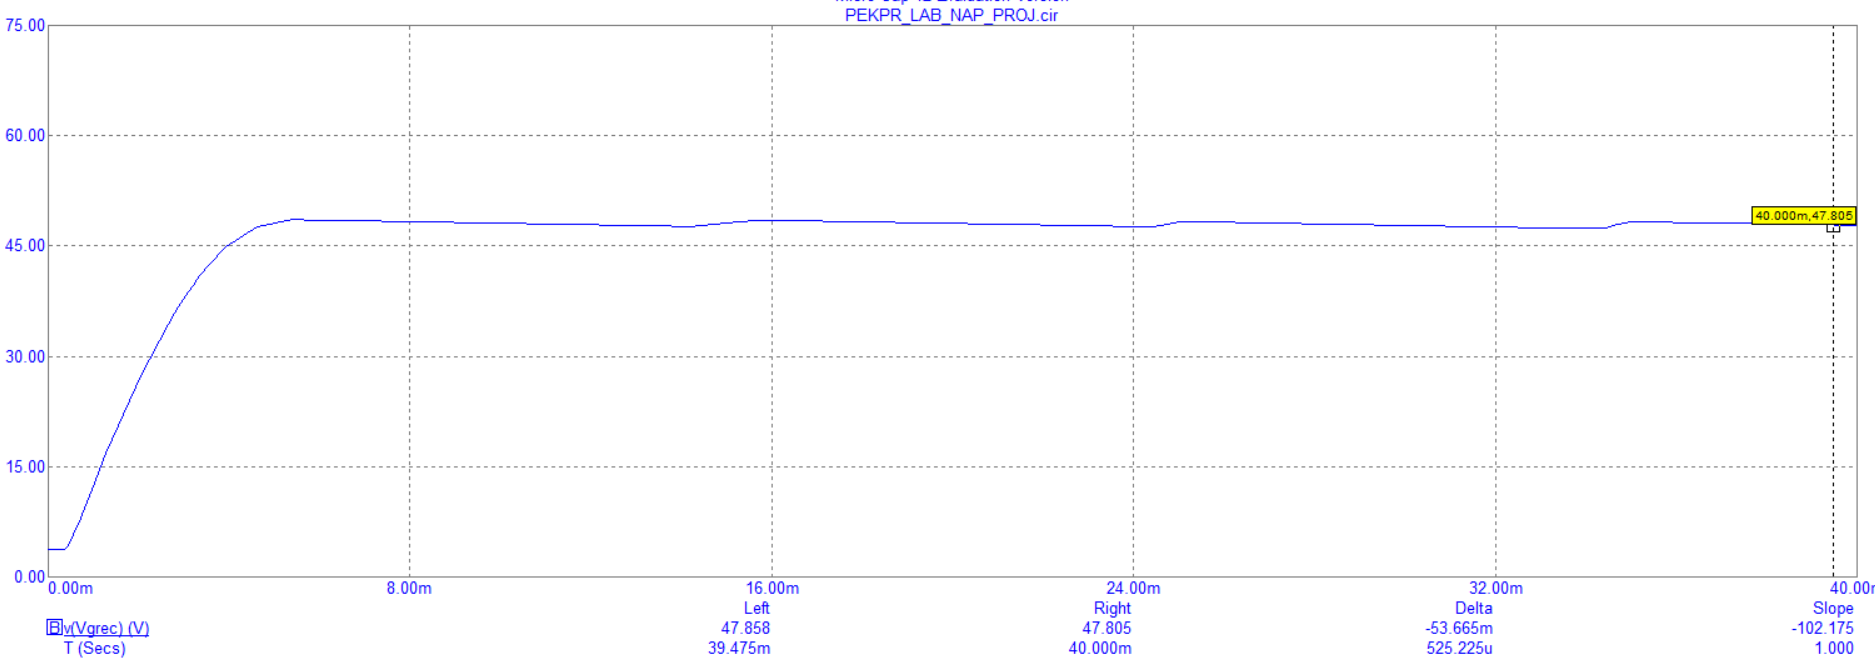 PEKPR_LAB_NAP_PROJ.cir
75.00
60.00
45.00
30.00
15.00
0.00
40.000m,47.805
0.00m 8.00m 16.00m 24.00m 32.00m 40.00m
Left Right Delta Slope
B v(Vgrec) (V) 47.858 47.805 -53.665m -102.175
T (Secs) 39.475m 40.000m 525.225u 1.000